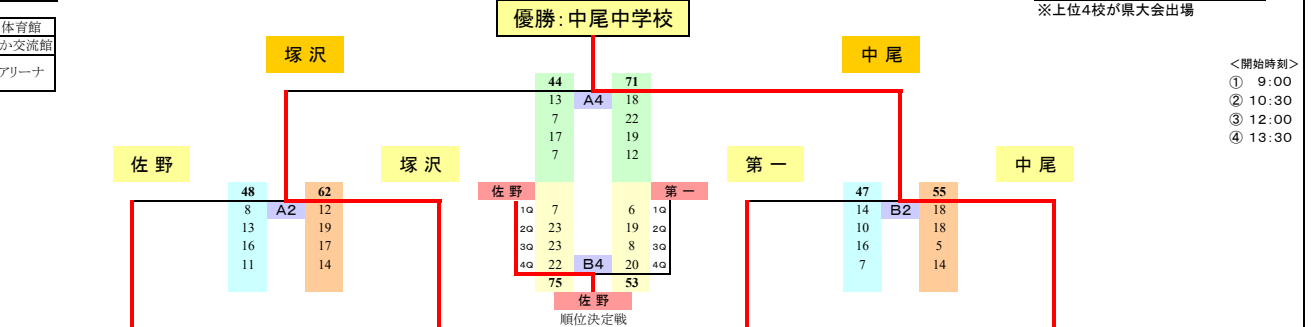 優勝：中尾中学校
※上位4校が県大会出場
体育館
か交流館
アリーナ
塚 沢
中 尾
＜開始時刻＞
① 9:00
② 10:30
③ 12:00
④ 13:30
44 71
13 A4 18
7 22
17 19
7 12
佐 野
塚 沢
第 一
中 尾
48 62
8 A2 12
13 19
16 17
11 14
佐 野 第 一
1Q 7 6 1Q
2Q 23 19 2Q
3Q 23 8 3Q
4Q 22 B4 20 4Q
75 53
佐 野
順位決定戦
47 55
14 B2 18
10 18
16 5
7 14